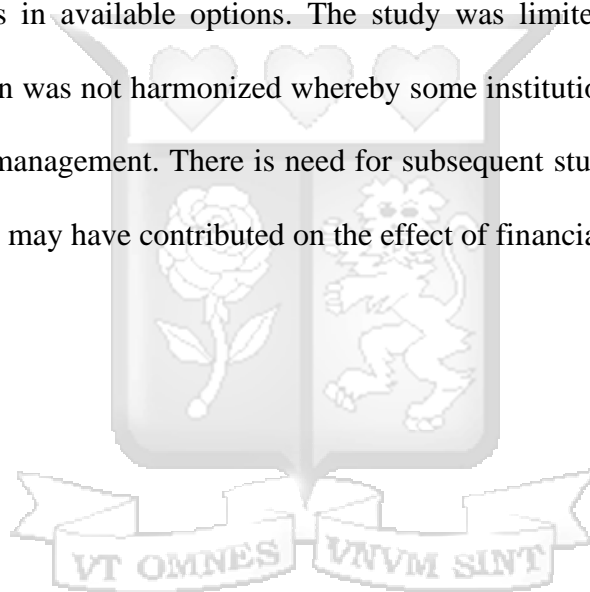 s in available options. The study was limite
n was not harmonized whereby some institutio
management. There is need for subsequent stu
may have contributed on the effect of financia
VT OMNES VNVM SINT